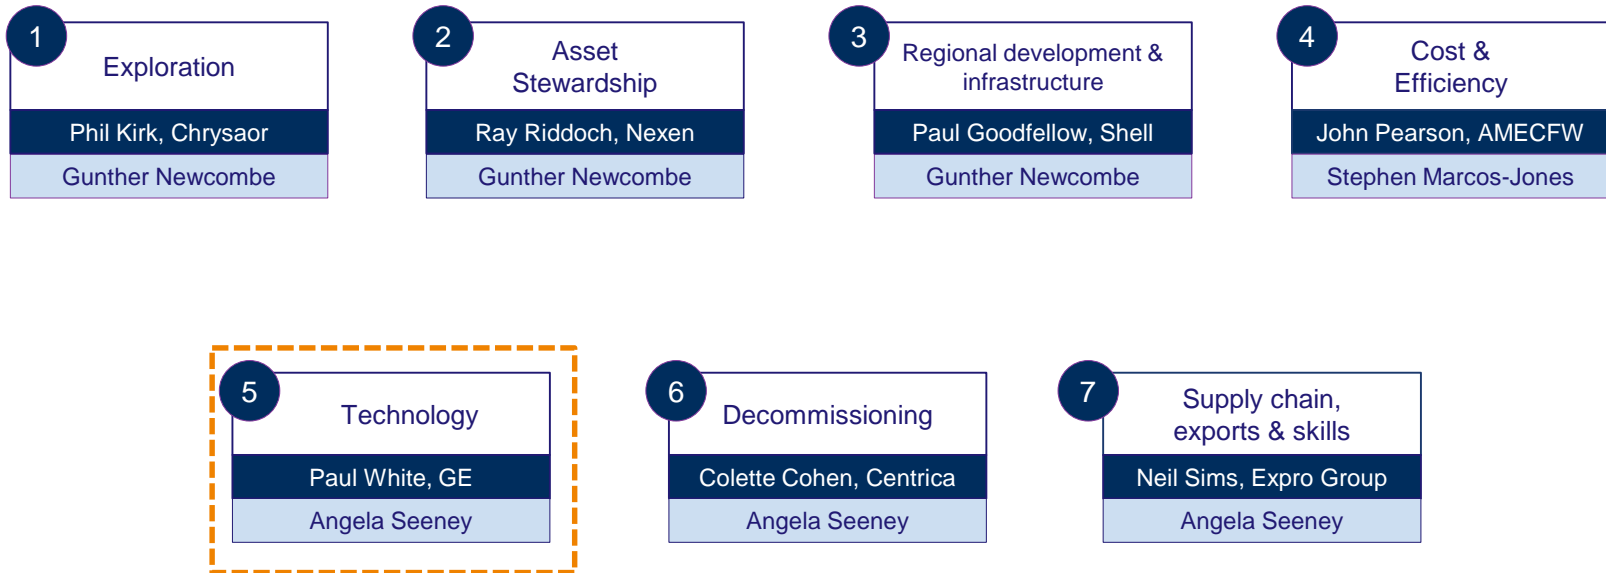 1
Exploration
Phil Kirk, Chrysaor
Gunther Newcombe
2
Asset
Stewardship
Ray Riddoch, Nexen
Gunther Newcombe
3
Regional development &
infrastructure
Paul Goodfellow, Shell
Gunther Newcombe
4
Cost &
Efficiency
John Pearson, AMECFW
Stephen Marcos-Jones
5
Technology
Paul White, GE
Angela Seeney
6
Decommissioning
Colette Cohen, Centrica
Angela Seeney
7
Supply chain,
exports & skills
Neil Sims, Expro Group
Angela Seeney